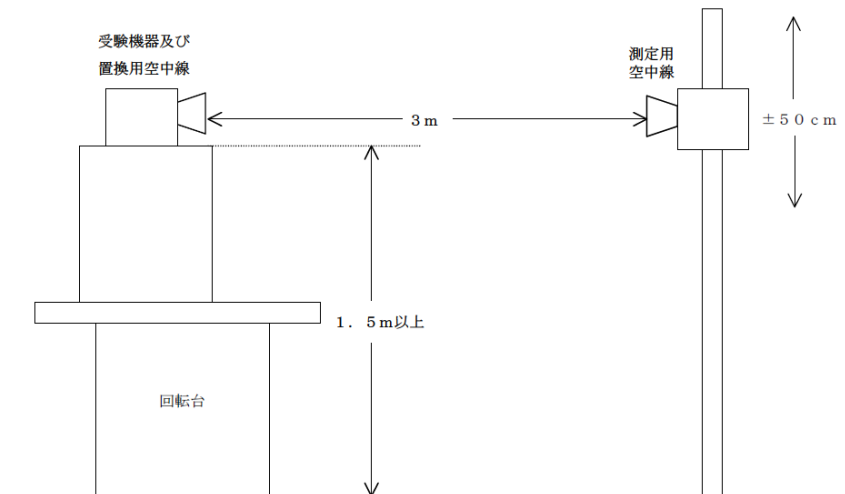 受験機器及び
置換用空中線
測定用
空中線
3m
±50cm
1.5m以上
回転台